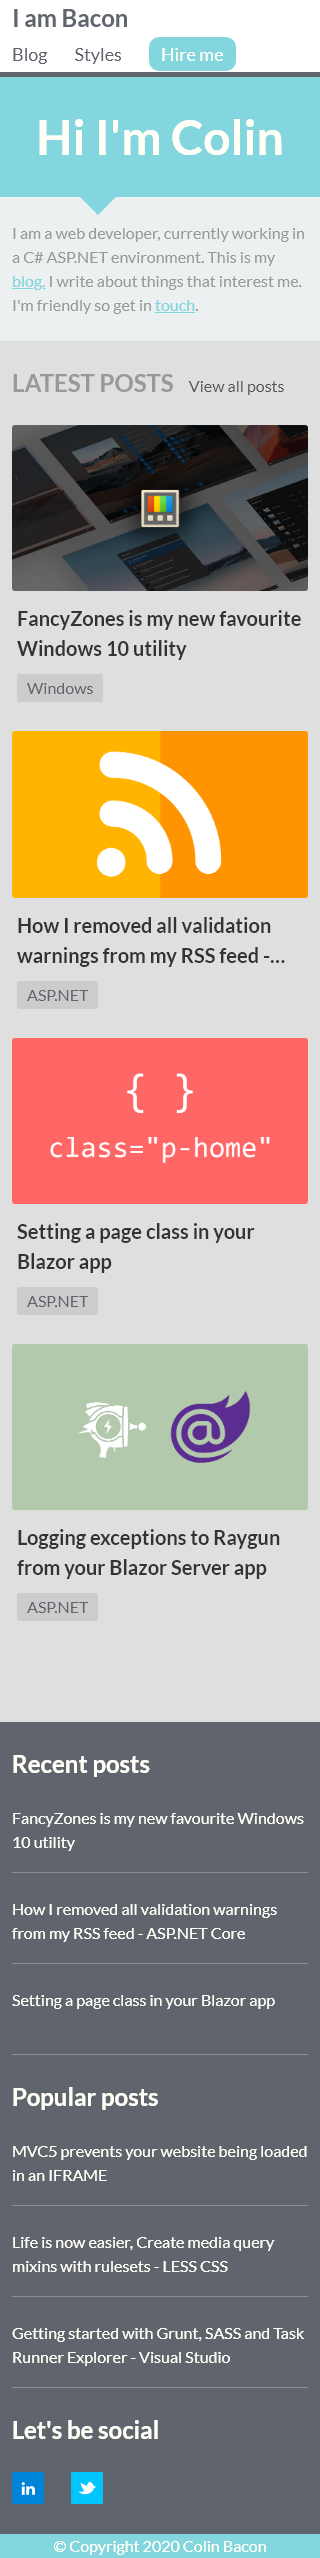 I am Bacon
Blog Styles Hire me
Hi I'm Colin
I am a web developer, currently working in
a C# ASP.NET environment. This is my
blog. I write about things that interest me.
I'm friendly so get in touch.
LATEST POSTS View all posts
FancyZones is my new favourite
Windows 10 utility
Windows
How I removed all validation
warnings from my RSS feed -...
ASP.NET
{ }
class="p-home"
Setting a page class in your
Blazor app
ASP.NET
@
Logging exceptions to Raygun
from your Blazor Server app
ASP.NET
Recent posts
FancyZones is my new favourite Windows
10 utility
How I removed all validation warnings
from my RSS feed - ASP.NET Core
Setting a page class in your Blazor app
Popular posts
MVC5 prevents your website being loaded
in an IFRAME
Life is now easier, Create media query
mixins with rulesets - LESS CSS
Getting started with Grunt, SASS and Task
Runner Explorer - Visual Studio
Let's be social
in
© Copyright 2020 Colin Bacon